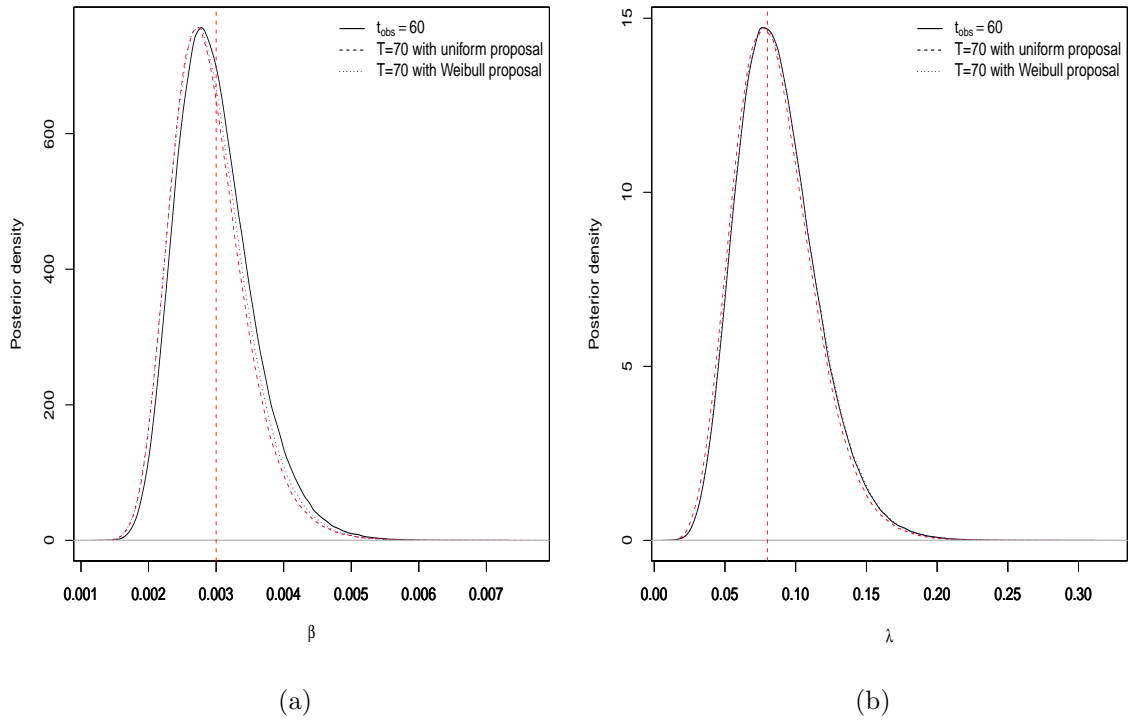 t_obs = 60
T=70 with uniform proposal
T=70 with Weibull proposal
Posterior density
0 200 400 600
0.001 0.002 0.003 0.004 0.005 0.006 0.007
β
(a)
t_obs = 60
T=70 with uniform proposal
T=70 with Weibull proposal
Posterior density
0 5 10 15
0.00 0.05 0.10 0.15 0.20 0.25 0.30
λ
(b)